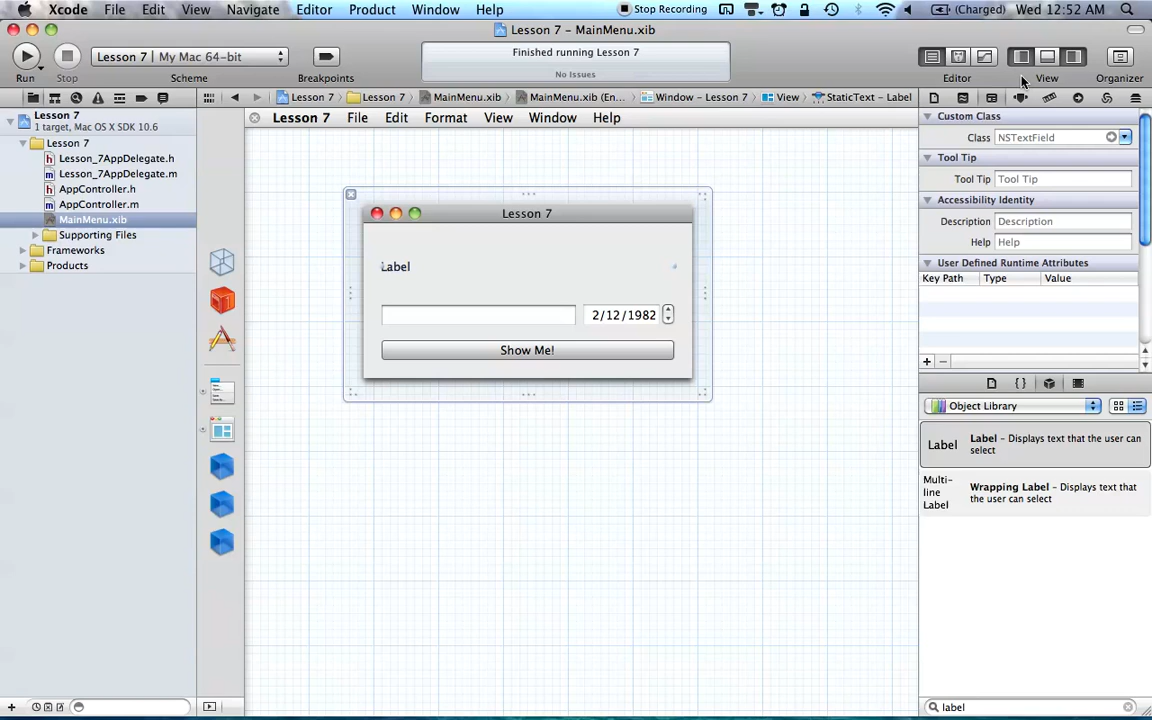 Xcode File Edit View Navigate Editor Product Window Help Stop Recording (Charged) Wed 12:52 AM
Lesson 7 – MainMenu.xib
Run Stop
Lesson 7 | My Mac 64-bit
Scheme
Breakpoints
Finished running Lesson 7
No Issues
Editor View Organizer
Lesson 7
1 target, Mac OS X SDK 10.6
Lesson 7
Lesson_7AppDelegate.h
Lesson_7AppDelegate.m
AppController.h
AppController.m
MainMenu.xib
Supporting Files
Frameworks
Products
Lesson 7 Lesson 7 MainMenu.xib MainMenu.xib (En... Window – Lesson 7 View StaticText – Label
Lesson 7 File Edit Format View Window Help
Lesson 7
Label
2/12/1982
Show Me!
Custom Class
Class NSTextField
Tool Tip
Tool Tip Tool Tip
Accessibility Identity
Description Description
Help Help
User Defined Runtime Attributes
Key Path Type Value
Object Library
Label Label – Displays text that the user can
select
Multi-
line
Label
Wrapping Label – Displays text that
the user can select
label